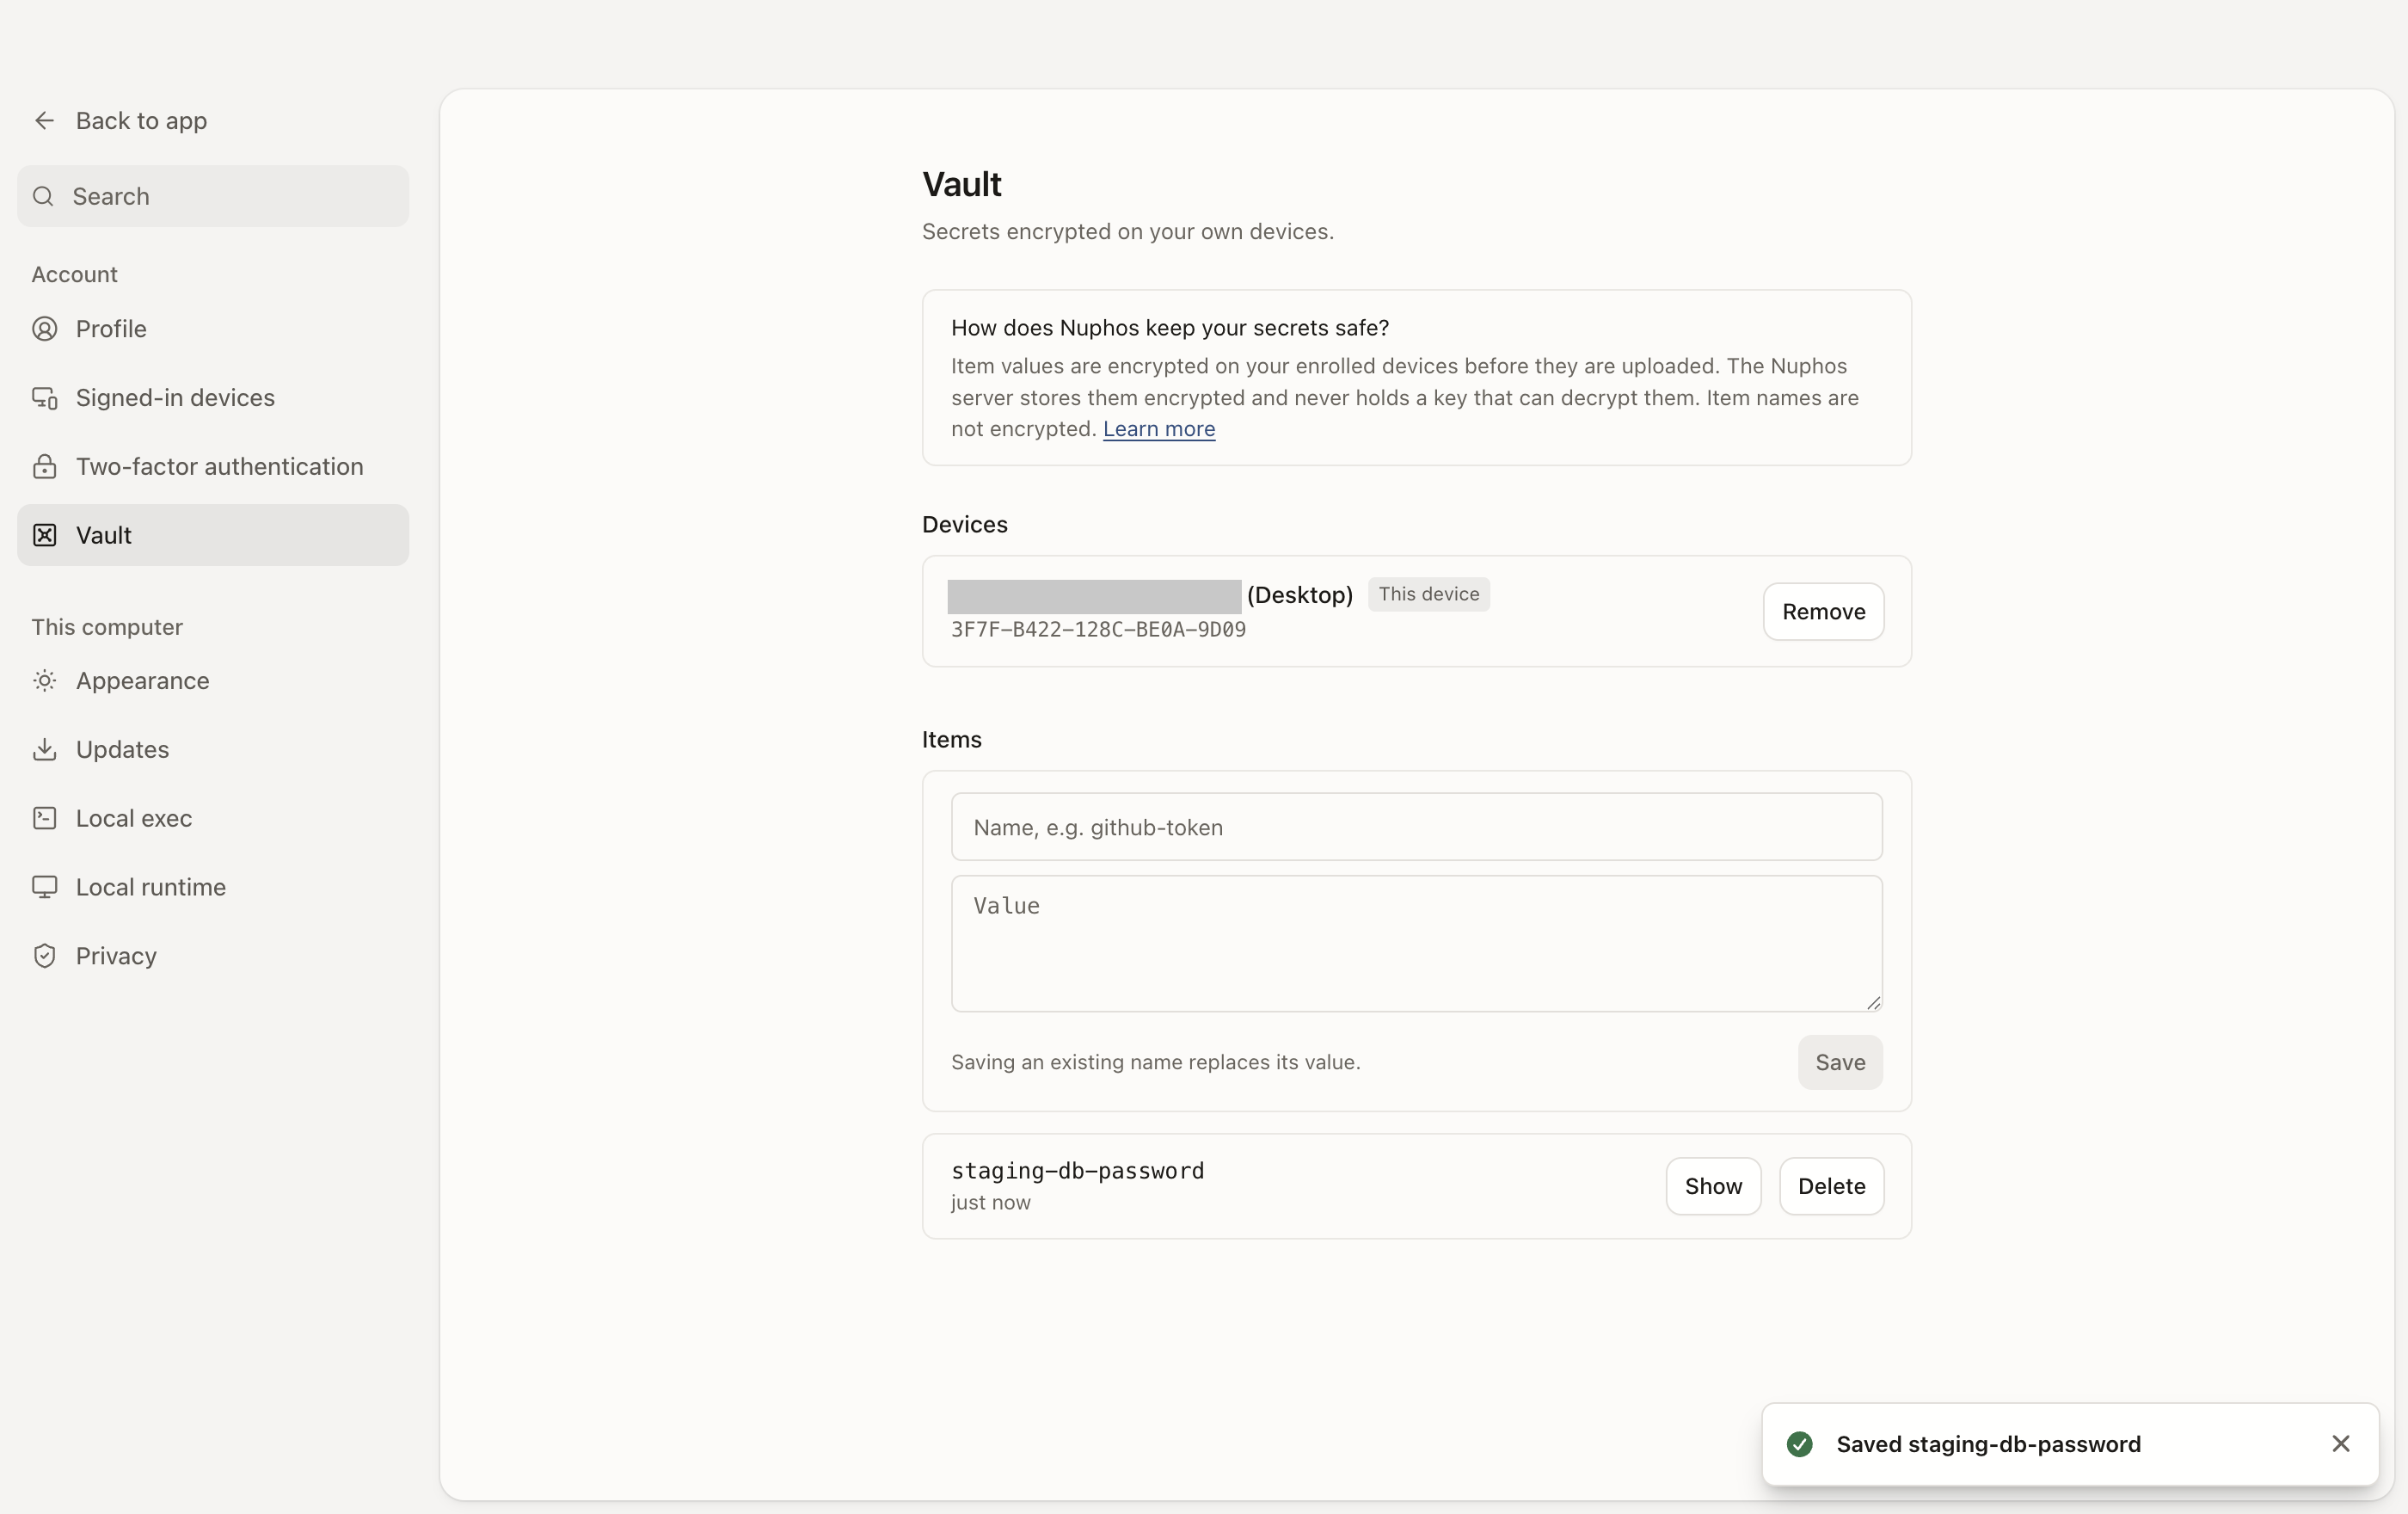 Back to app
Search
Account
Profile
Signed-in devices
Two-factor authentication
Vault
This computer
Appearance
Updates
Local exec
Local runtime
Privacy
Vault
Secrets encrypted on your own devices.
How does Nuphos keep your secrets safe?
Item values are encrypted on your enrolled devices before they are uploaded. The Nuphos
server stores them encrypted and never holds a key that can decrypt them. Item names are
not encrypted. Learn more
Devices
(Desktop) This device
3F7F-B422-128C-BE0A-9D09
Remove
Items
Name, e.g. github-token
Value
Saving an existing name replaces its value.
Save
staging-db-password
just now
Show
Delete
Saved staging-db-password